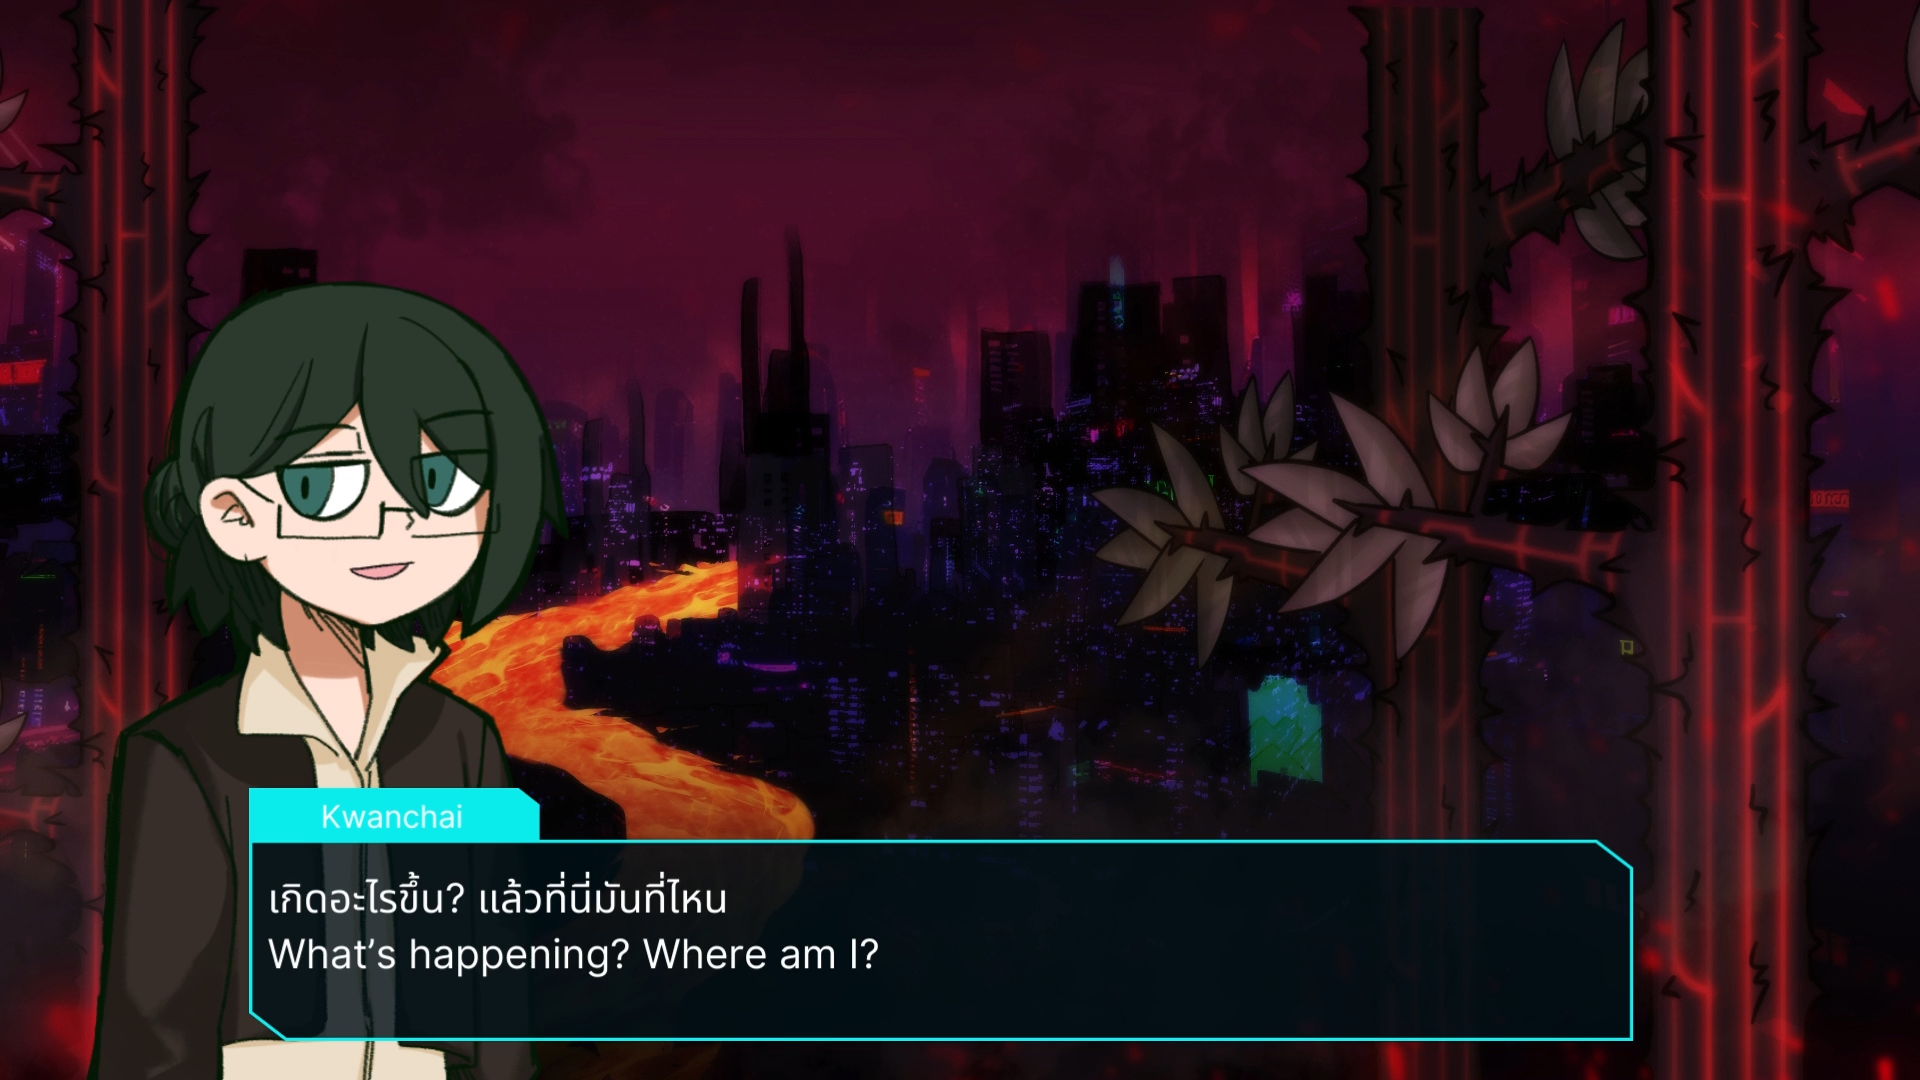 Kwanchai
เกิดอะไรขึ้น? แล้วที่นี่มันที่ไหน
What’s happening? Where am I?